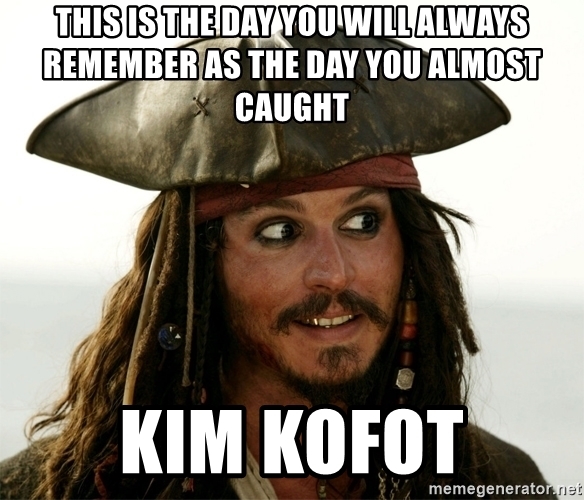 THIS IS THE DAY YOU WILL ALWAYS
REMEMBER AS THE DAY YOU ALMOST
CAUGHT
KIM KOFOT
memegenerator.net